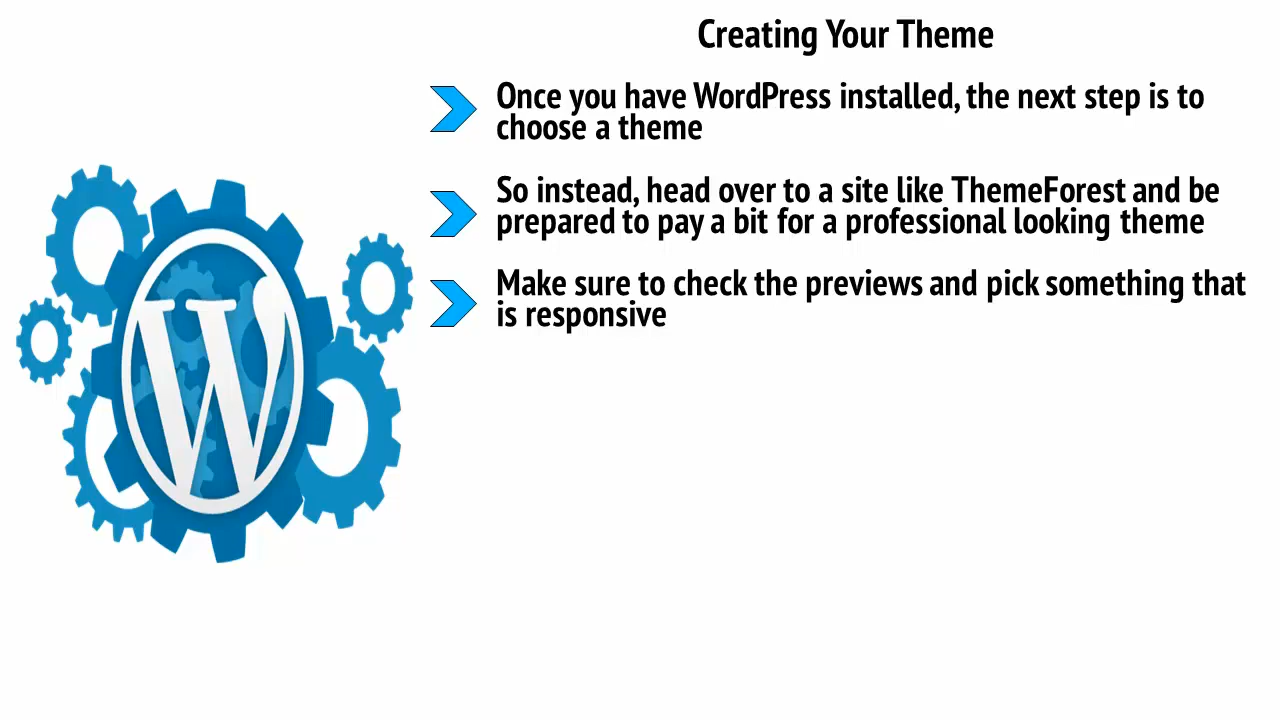 Creating Your Theme
Once you have WordPress installed, the next step is to
choose a theme
So instead, head over to a site like ThemeForest and be
prepared to pay a bit for a professional looking theme
Make sure to check the previews and pick something that
is responsive
W